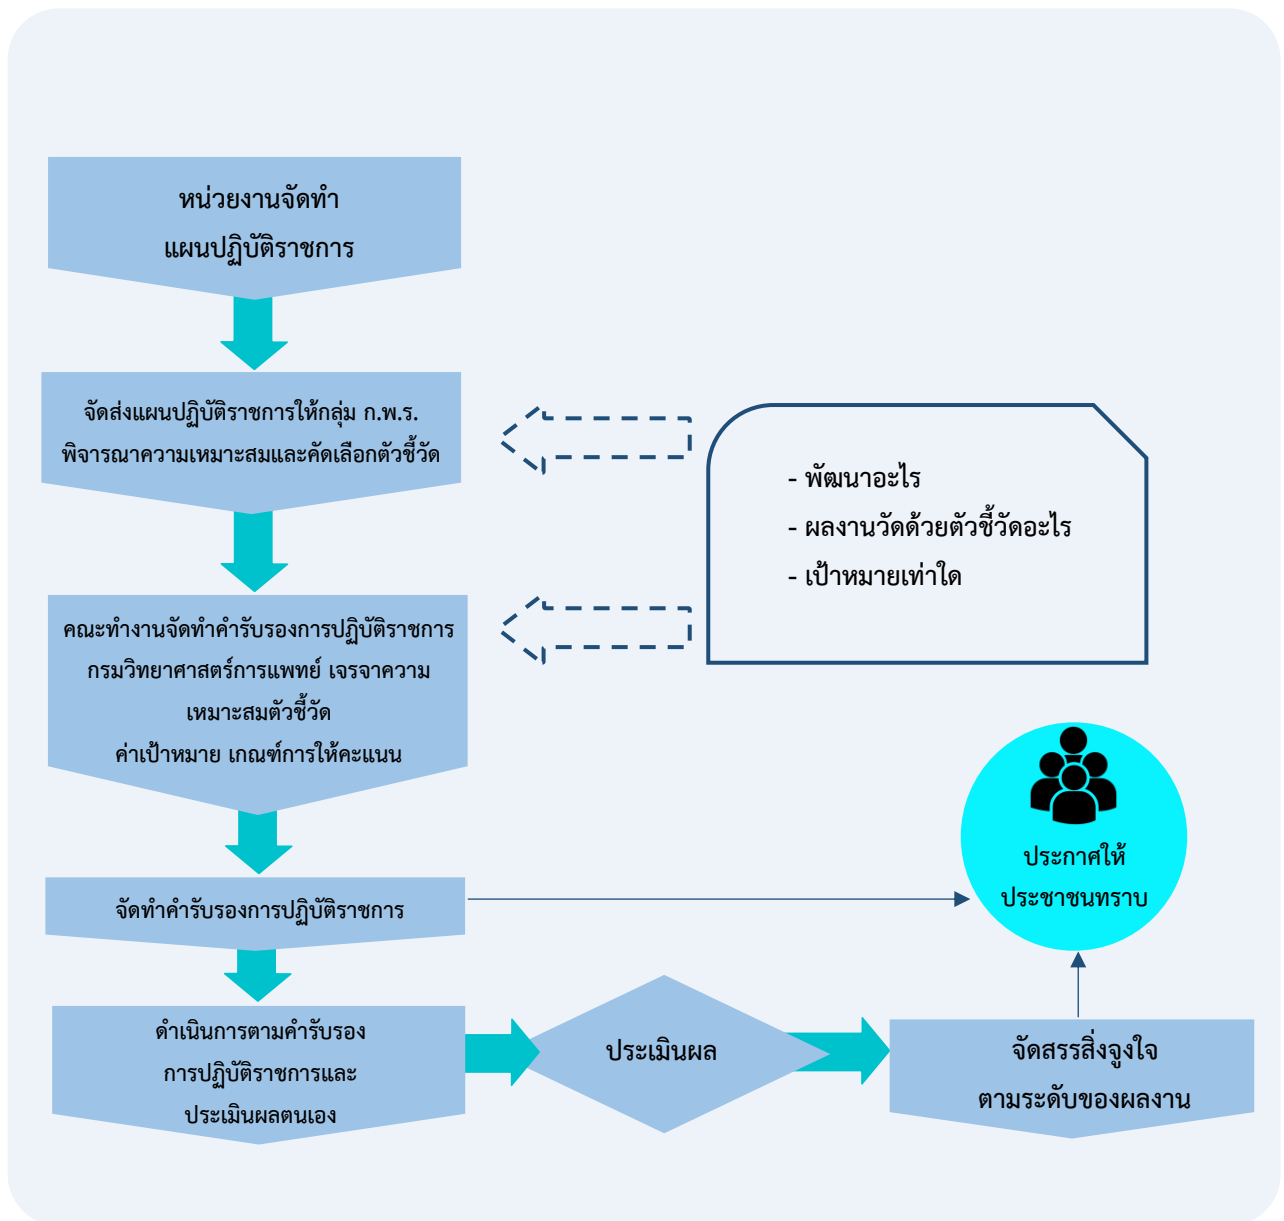 หน่วยงานจัดทำ
แผนปฏิบัติราชการ
จัดส่งแผนปฏิบัติราชการให้กลุ่ม ก.พ.ร.
พิจารณาความเหมาะสมและคัดเลือกตัวชี้วัด
- พัฒนาอะไร
- ผลงานวัดด้วยตัวชี้วัดอะไร
- เป้าหมายเท่าใด
คณะทำงานจัดทำคำรับรองการปฏิบัติราชการ
กรมวิทยาศาสตร์การแพทย์ เจรจาความ
เหมาะสมตัวชี้วัด
ค่าเป้าหมาย เกณฑ์การให้คะแนน
จัดทำคำรับรองการปฏิบัติราชการ
ประกาศให้
ประชาชนทราบ
ดำเนินการตามคำรับรอง
การปฏิบัติราชการและ
ประเมินผลตนเอง
ประเมินผล
จัดสรรสิ่งจูงใจ
ตามระดับของผลงาน